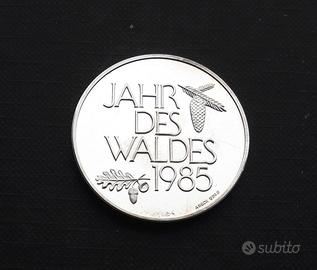 JAHR
DES
WALDES
1985
subito